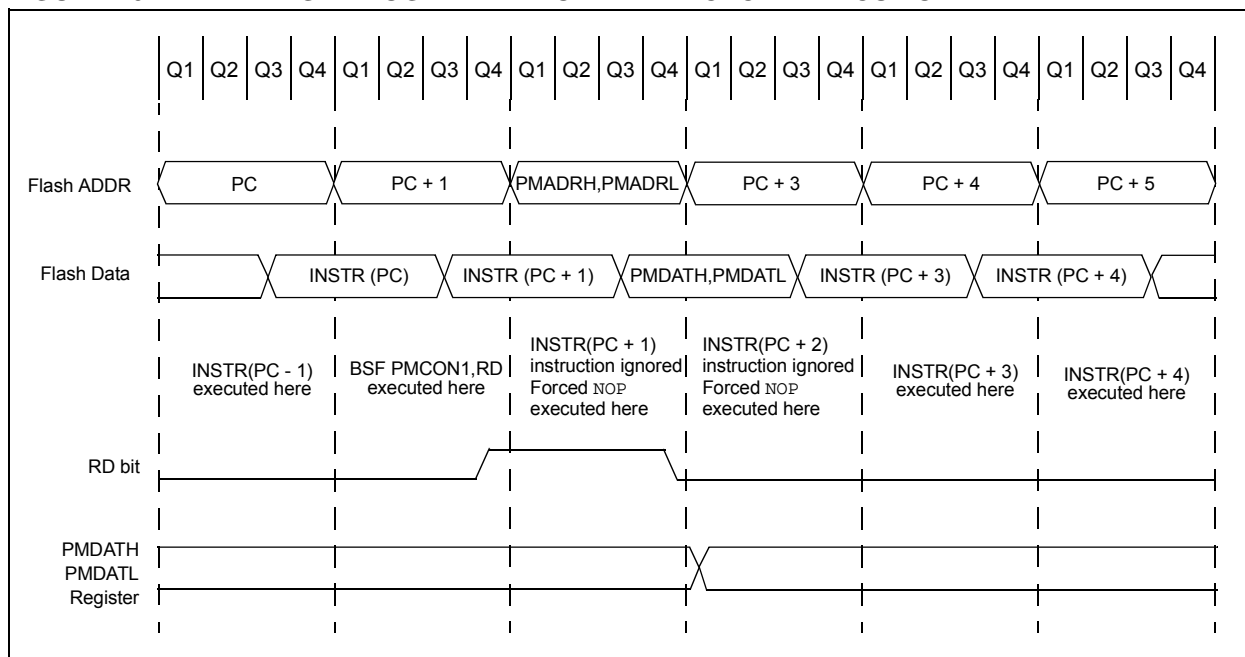 Q1 Q2 Q3 Q4 Q1 Q2 Q3 Q4 Q1 Q2 Q3 Q4 Q1 Q2 Q3 Q4 Q1 Q2 Q3 Q4 Q1 Q2 Q3 Q4
Flash ADDR PC PC + 1 PMADRH,PMADRL PC + 3 PC + 4 PC + 5
Flash Data INSTR (PC) INSTR (PC + 1) PMDATH,PMDATL INSTR (PC + 3) INSTR (PC + 4)
INSTR(PC - 1)
executed here
BSF PMCON1,RD
executed here
INSTR(PC + 1)
instruction ignored
Forced NOP
executed here
INSTR(PC + 2)
instruction ignored
Forced NOP
executed here
INSTR(PC + 3)
executed here
INSTR(PC + 4)
executed here
RD bit
PMDATH
PMDATL
Register